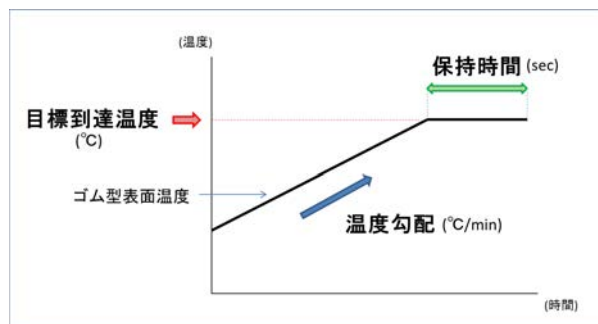 (温度)
保持時間 (sec)
目標到達温度
(℃)
ゴム型表面温度
温度勾配 (℃/min)
(時間)